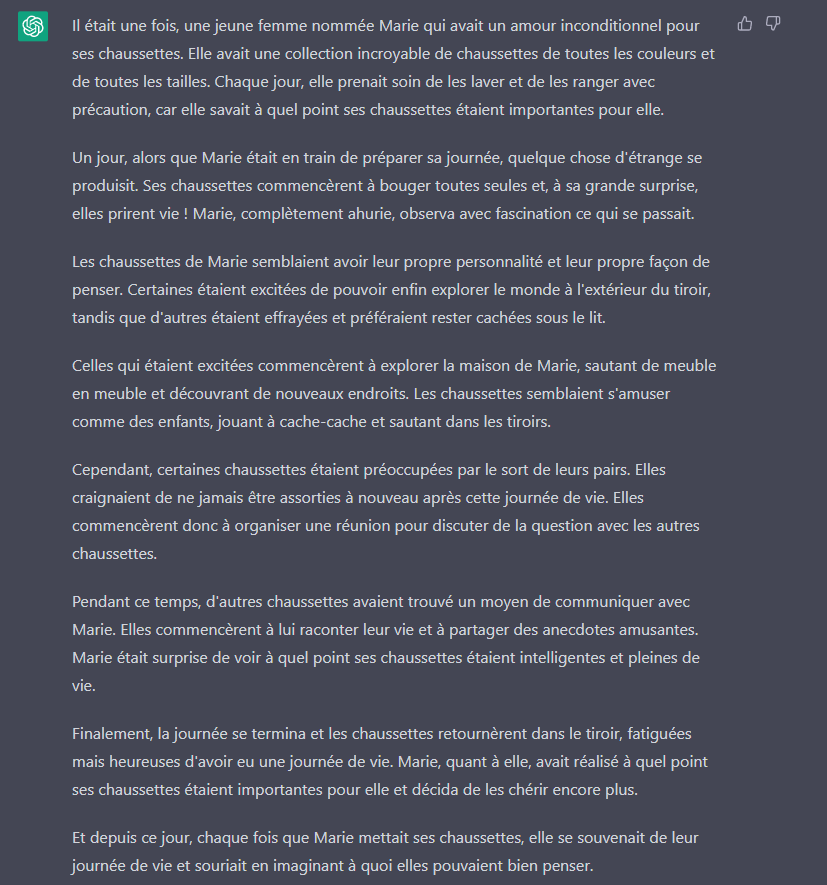 Il était une fois, une jeune femme nommée Marie qui avait un amour inconditionnel pour
ses chaussettes. Elle avait une collection incroyable de chaussettes de toutes les couleurs et
de toutes les tailles. Chaque jour, elle prenait soin de les laver et de les ranger avec
précaution, car elle savait à quel point ses chaussettes étaient importantes pour elle.
Un jour, alors que Marie était en train de préparer sa journée, quelque chose d'étrange se
produisit. Ses chaussettes commencèrent à bouger toutes seules et, à sa grande surprise,
elles prirent vie ! Marie, complètement ahurie, observa avec fascination ce qui se passait.
Les chaussettes de Marie semblaient avoir leur propre personnalité et leur propre façon de
penser. Certaines étaient excitées de pouvoir enfin explorer le monde à l'extérieur du tiroir,
tandis que d'autres étaient effrayées et préféraient rester cachées sous le lit.
Celles qui étaient excitées commencèrent à explorer la maison de Marie, sautant de meuble
en meuble et découvrant de nouveaux endroits. Les chaussettes semblaient s'amuser
comme des enfants, jouant à cache-cache et sautant dans les tiroirs.
Cependant, certaines chaussettes étaient préoccupées par le sort de leurs pairs. Elles
craignaient de ne jamais être assorties à nouveau après cette journée de vie. Elles
commencèrent donc à organiser une réunion pour discuter de la question avec les autres
chaussettes.
Pendant ce temps, d'autres chaussettes avaient trouvé un moyen de communiquer avec
Marie. Elles commencèrent à lui raconter leur vie et à partager des anecdotes amusantes.
Marie était surprise de voir à quel point ses chaussettes étaient intelligentes et pleines de
vie.
Finalement, la journée se termina et les chaussettes retournèrent dans le tiroir, fatiguées
mais heureuses d'avoir eu une journée de vie. Marie, quant à elle, avait réalisé à quel point
ses chaussettes étaient importantes pour elle et décida de les chérir encore plus.
Et depuis ce jour, chaque fois que Marie mettait ses chaussettes, elle se souvenait de leur
journée de vie et souriait en imaginant à quoi elles pouvaient bien penser.